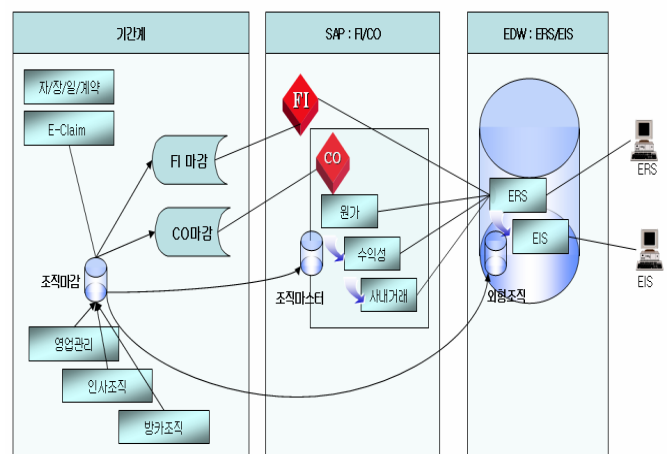 기간계
SAP : FI/CO
EDW : ERS/EIS
자/장/일/계약
E-Claim
FI 마감
CO마감
조직마감
영업관리
인사조직
방카조직
FI
CO
원가
수익성
사내거래
조직마스터
ERS
EIS
외형조직
ERS
EIS